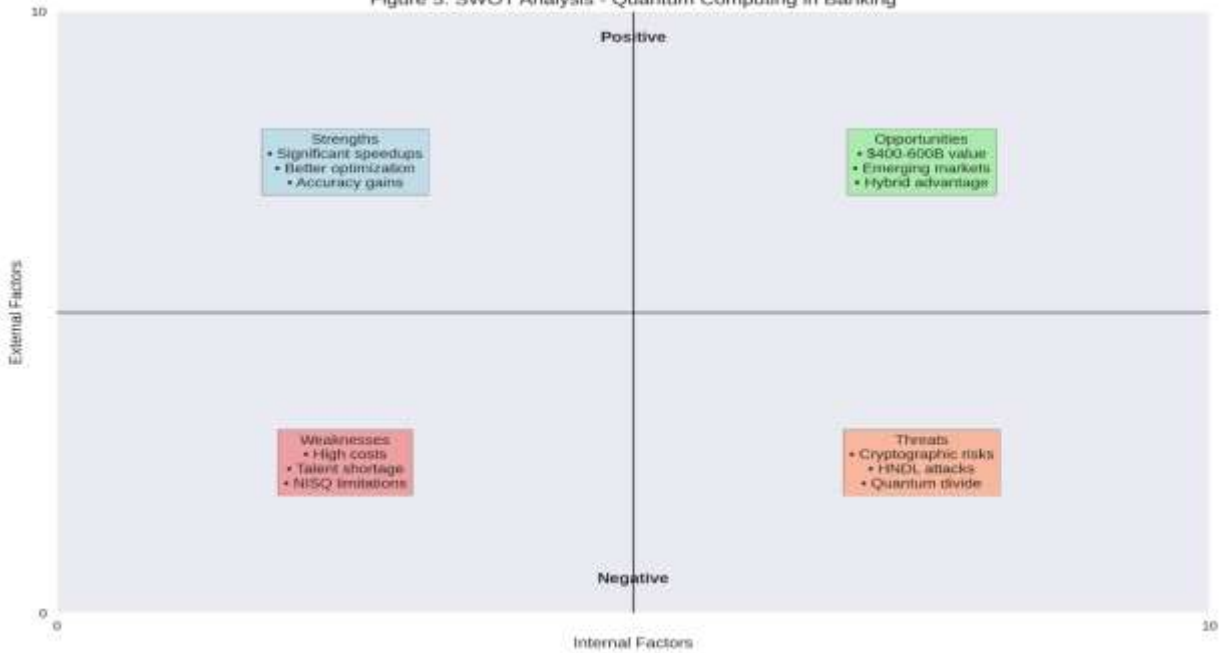 SWOT Analysis - Quantum Computing in Banking
10
Positive
Strengths
• Significant speedups
• Better optimization
• Accuracy gains
Opportunities
• $400-600B value
• Emerging markets
• Hybrid advantage
External Factors
Weaknesses
• High costs
• Talent shortage
• NISQ limitations
Threats
• Cryptographic risks
• HNDL attacks
• Quantum divide
Negative
0
0
10
Internal Factors